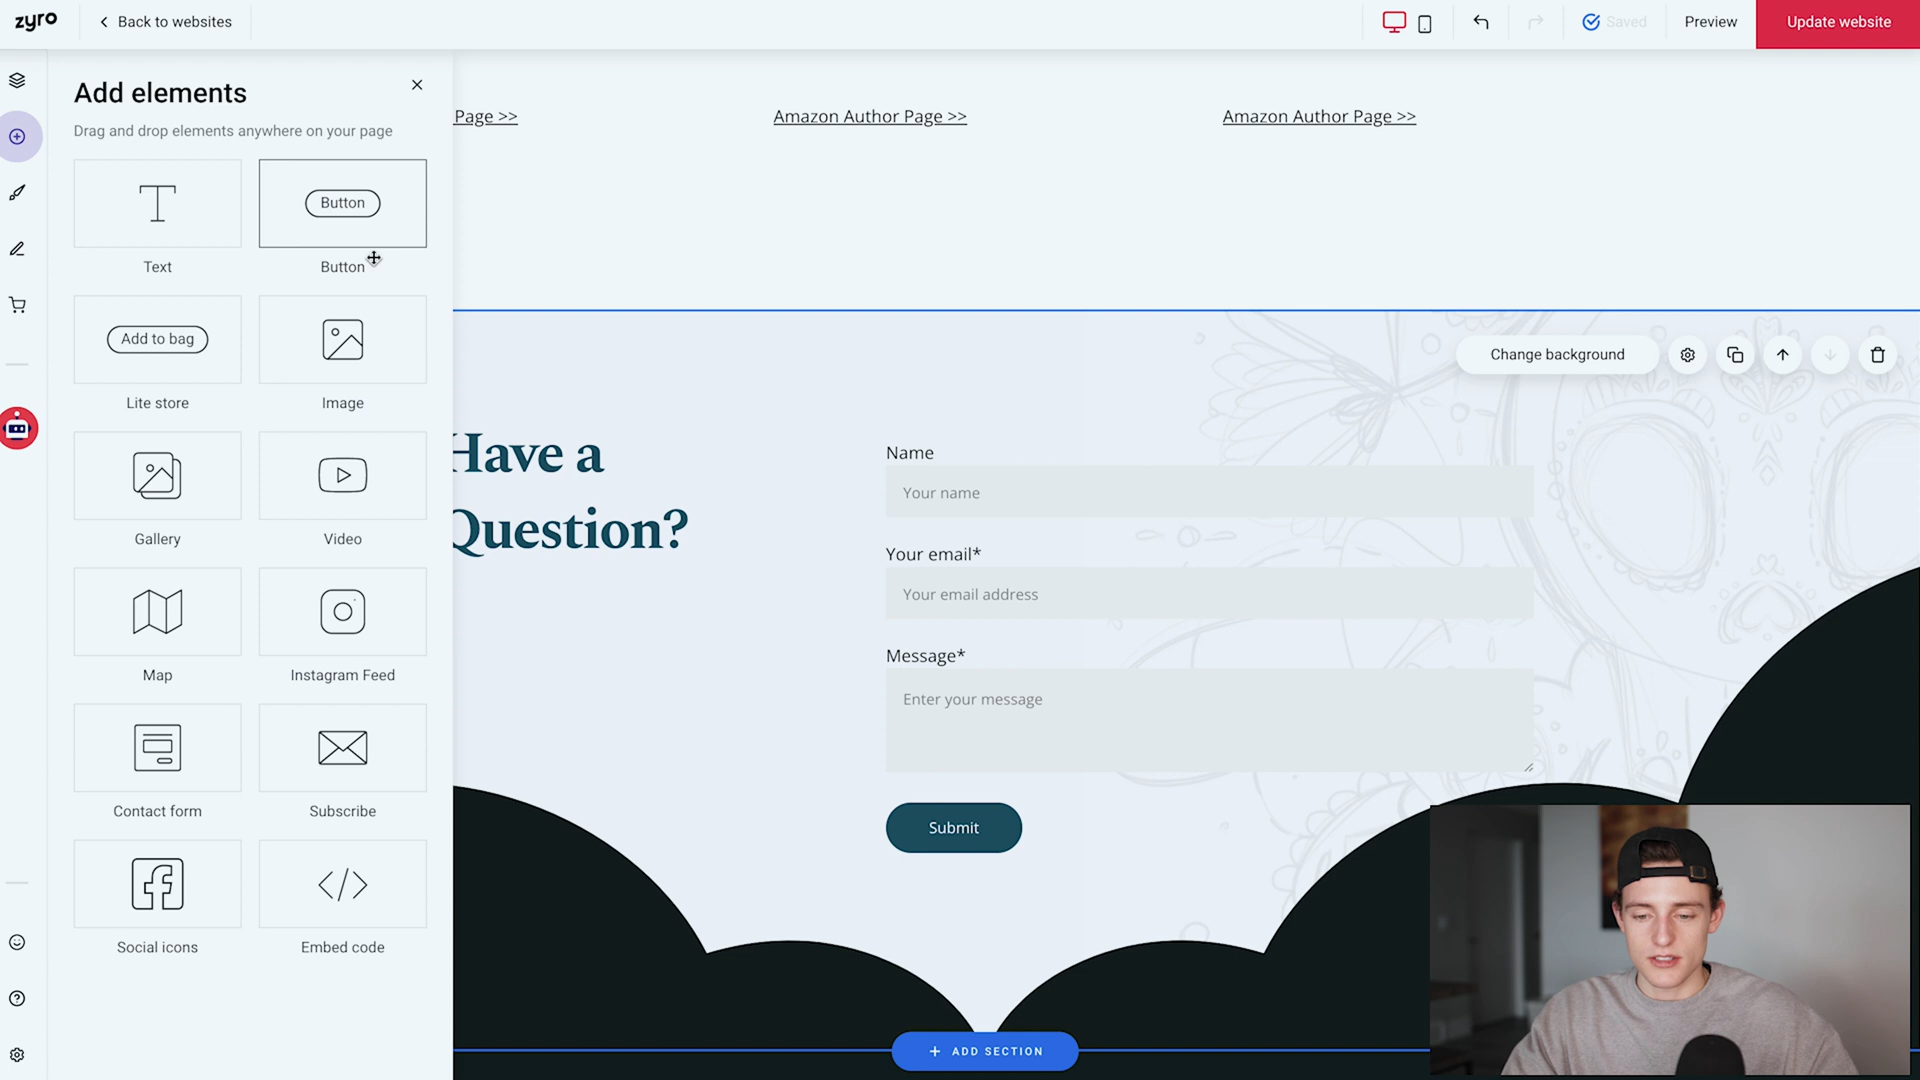 zyro
Back to websites
Saved
Preview
Update website
Add elements
Drag and drop elements anywhere on your page
Button
Text
Button
Add to bag
Lite store
Image
Gallery
Video
Map
Instagram Feed
Contact form
Subscribe
Social icons
Embed code
Page >>
Amazon Author Page >>
Amazon Author Page >>
Change background
Have a
Question?
Name
Your name
Your email*
Your email address
Message*
Enter your message
Submit
+ ADD SECTION